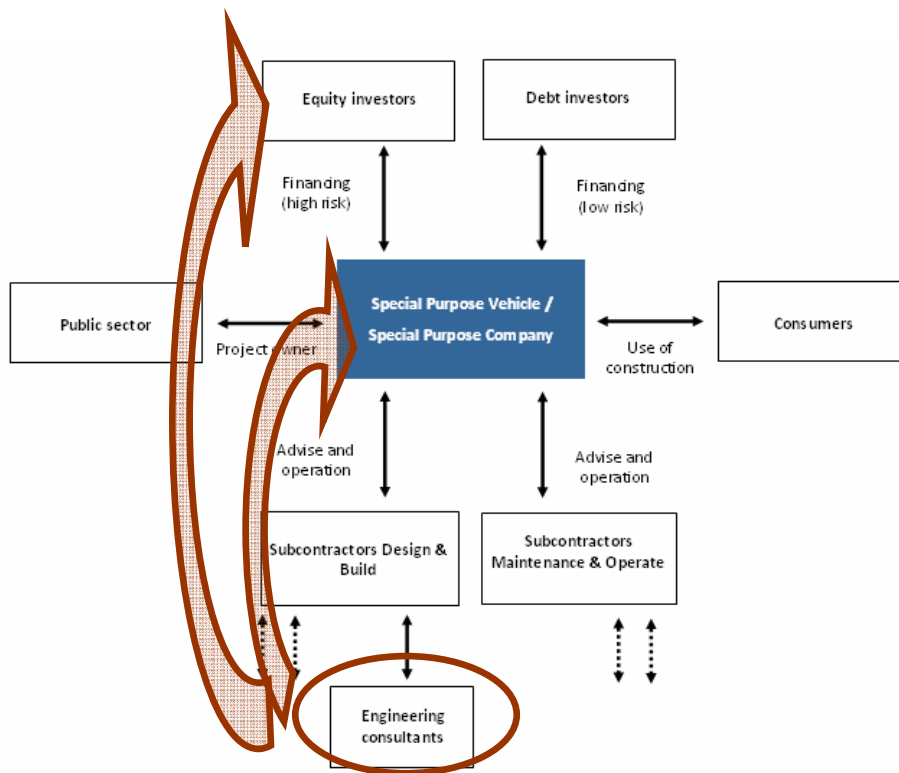 Equity investors
Debt investors
Financing
(high risk)
Financing
(low risk)
Public sector
Project owner
Special Purpose Vehicle /
Special Purpose Company
Use of
construction
Consumers
Advise and
operation
Advise and
operation
Subcontractors Design &
Build
Subcontractors
Maintenance & Operate
Engineering
consultants